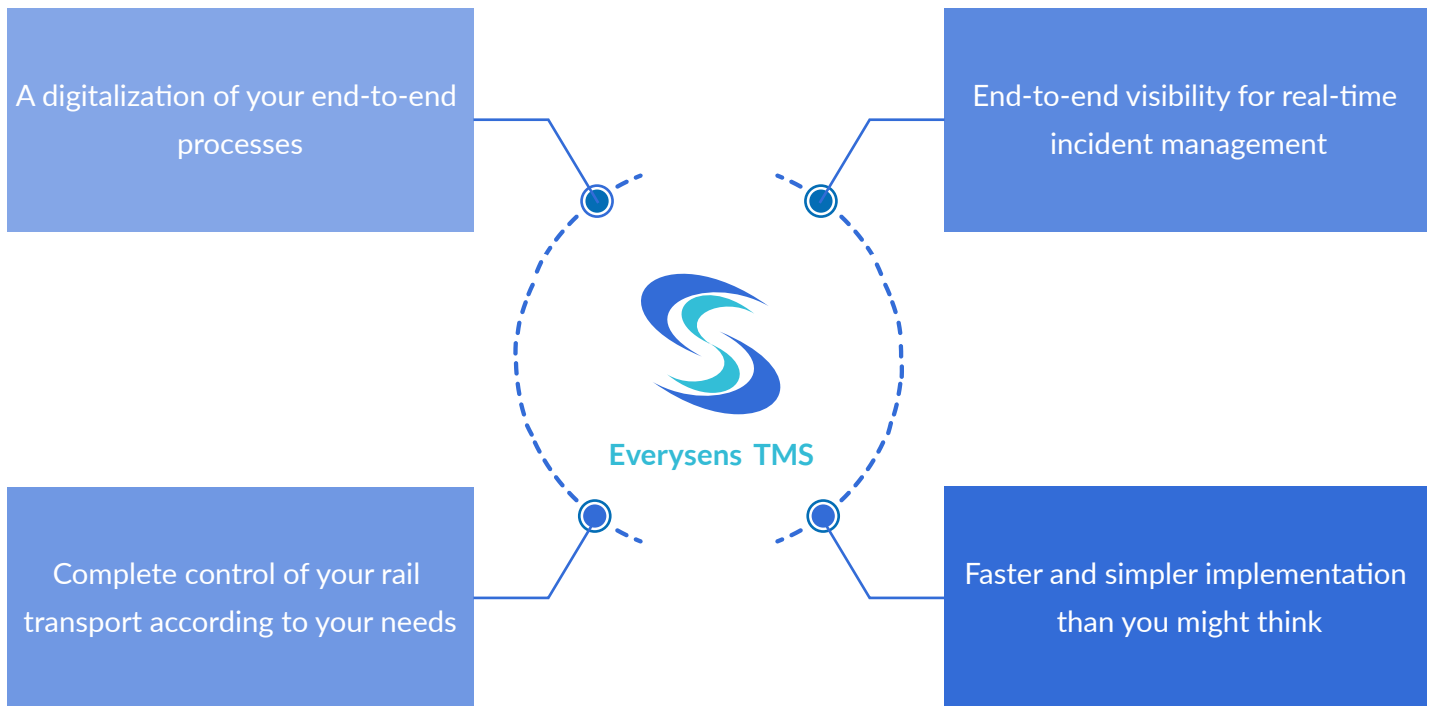 A digitalization of your end-to-end
processes
End-to-end visibility for real-time
incident management
Everysens TMS
Complete control of your rail
transport according to your needs
Faster and simpler implementation
than you might think